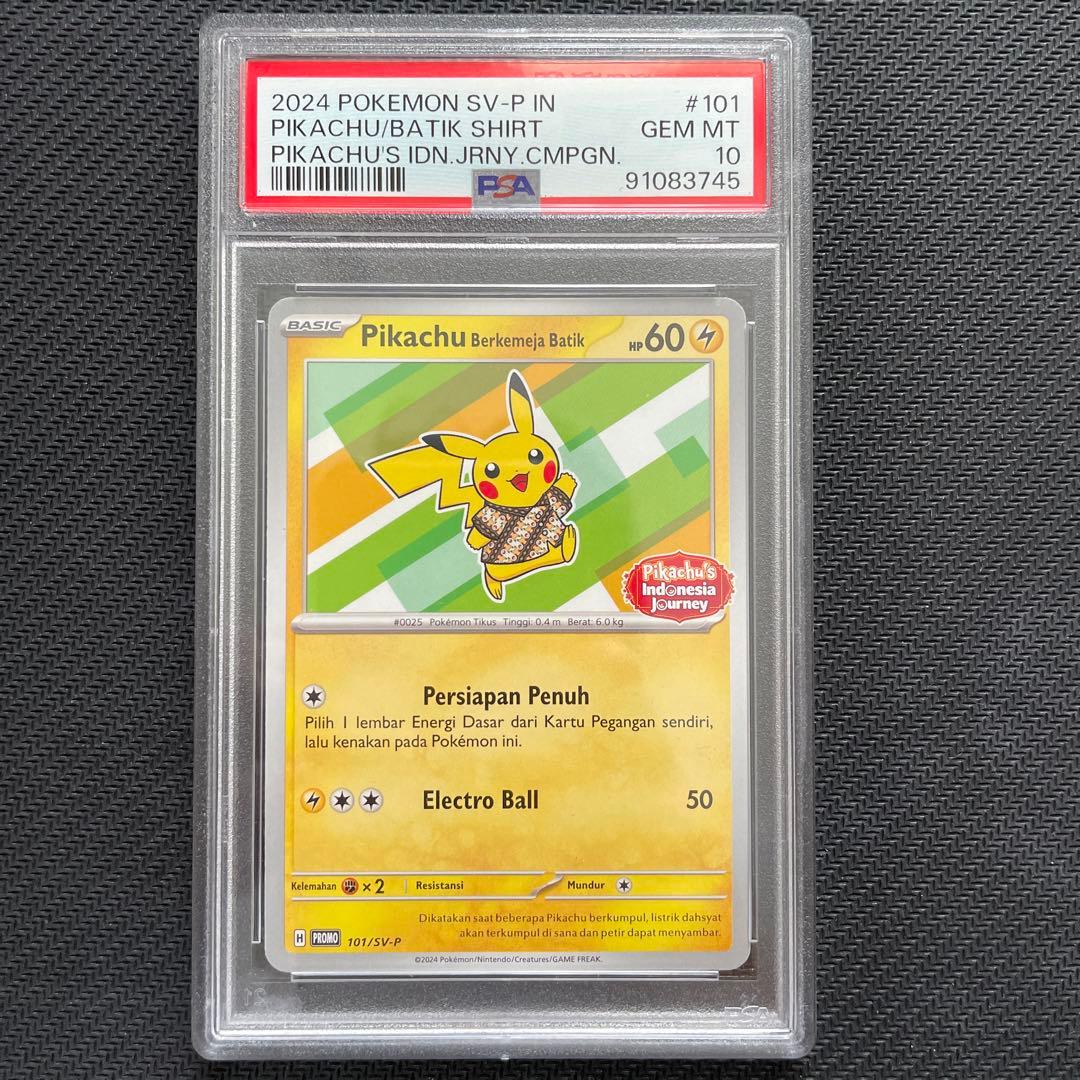 2024 POKEMON SV-P IN #101
PIKACHU/BATIK SHIRT GEM MT
PIKACHU'S IDN.JRNY.CMPGN. 10
PSA 91083745
BASIC Pikachu Berkemeja Batik HP 60
Pikachu's
Indonesia
Journey
#0025 Pokémon Tikus Tinggi: 0.4 m Berat: 6.0 kg
Persiapan Penuh
Pilih 1 lembar Energi Dasar dari Kartu Pegangan sendiri,
lalu kenakan pada Pokémon ini.
Electro Ball 50
Kelemahan ×2 Resistansi Mundur
Dikatakan saat beberapa Pikachu berkumpul, listrik dahsyat
akan terkumpul di sana dan petir dapat menyambar.
H PROMO 101/SV-P
©2024 Pokémon/Nintendo/Creatures/GAME FREAK.